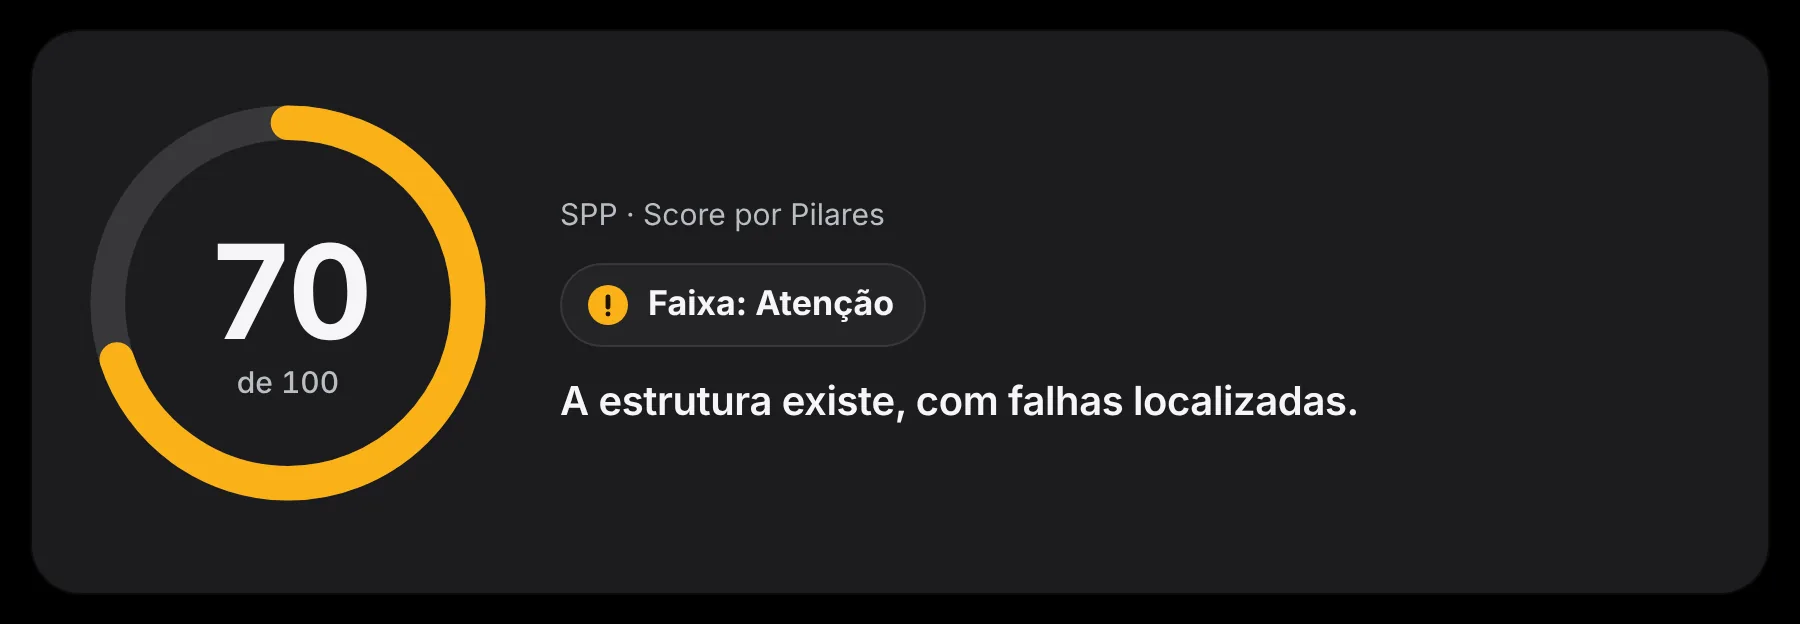 70
de 100
SPP · Score por Pilares
Faixa: Atenção
A estrutura existe, com falhas localizadas.